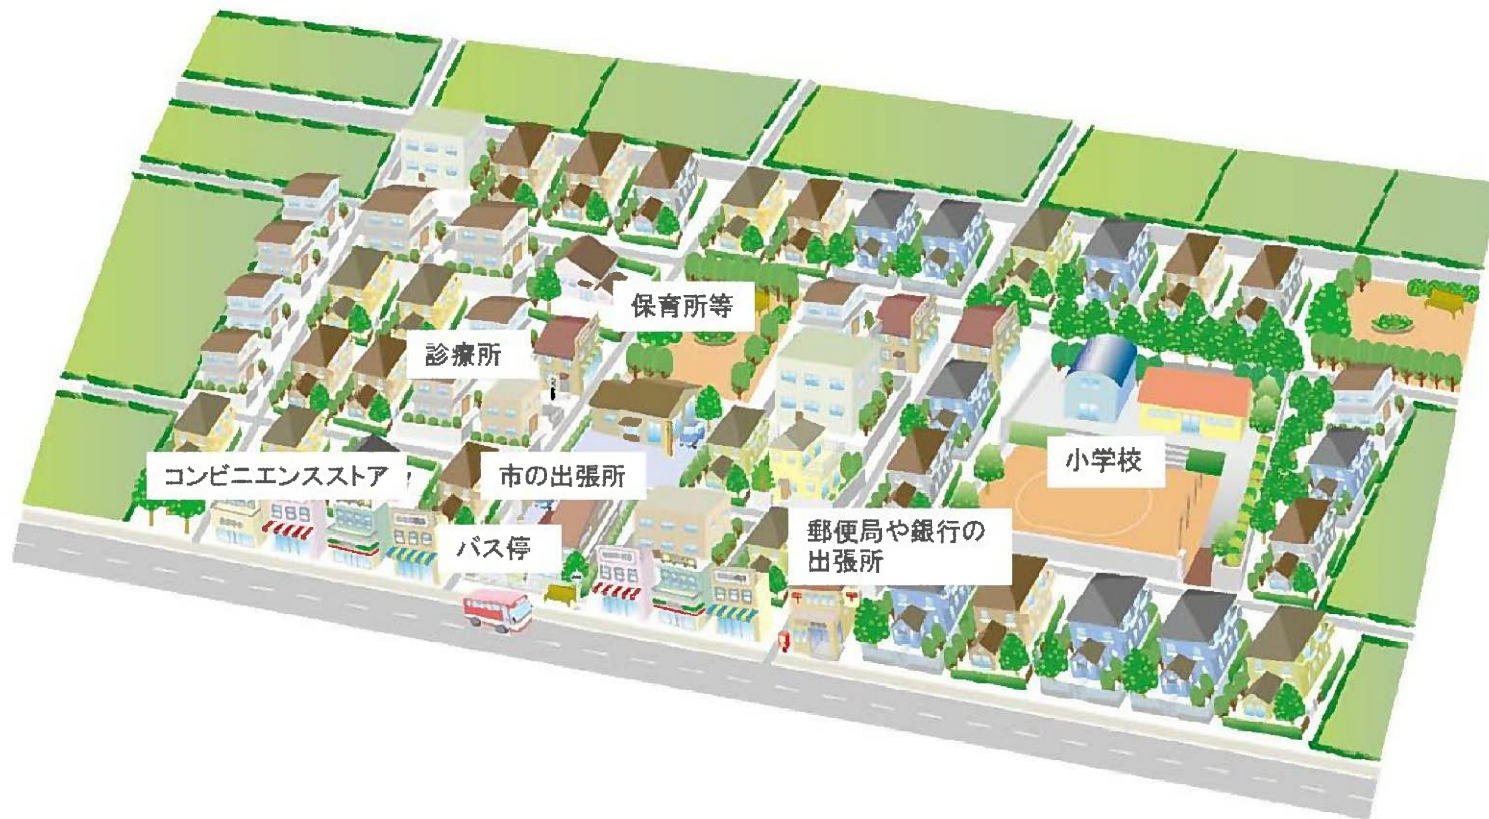 保育所等
診療所
コンビニエンスストア
市の出張所
小学校
バス停
郵便局や銀行の
出張所